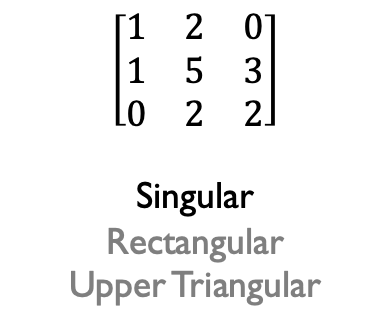 1 2 0
1 5 3
0 2 2
Singular
Rectangular
Upper Triangular